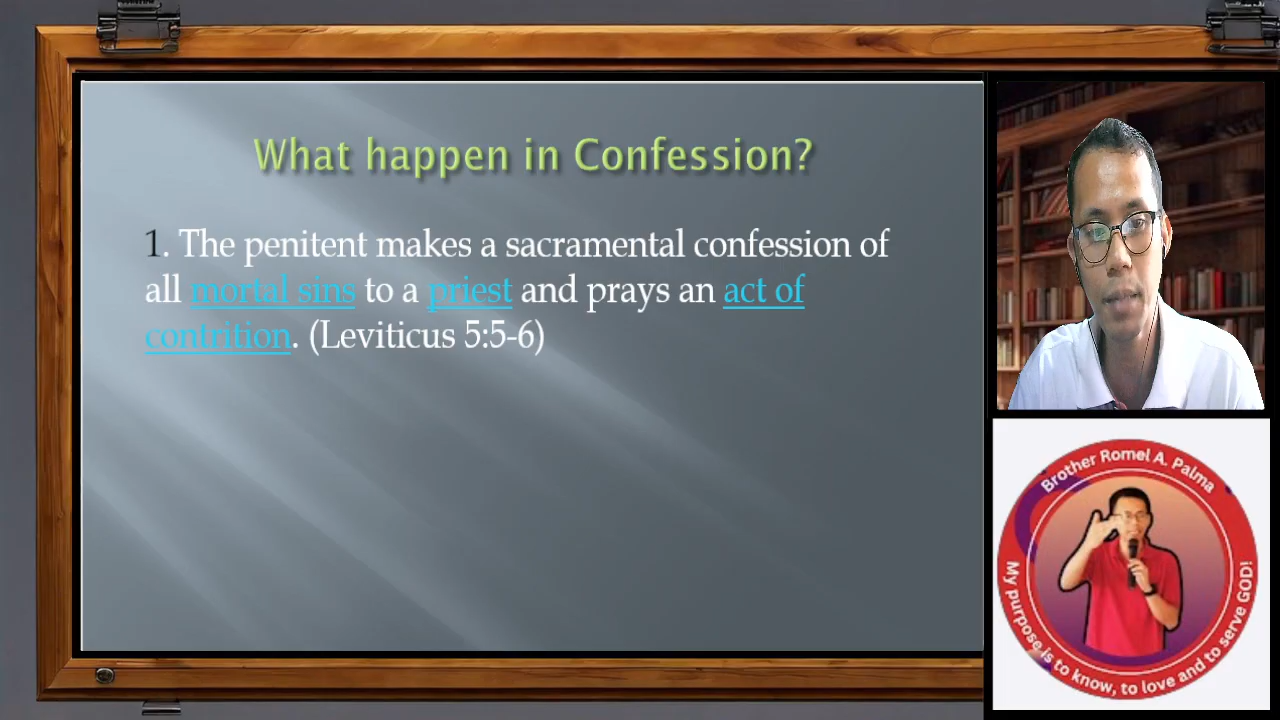 What happen in Confession?
1. The penitent makes a sacramental confession of
all mortal sins to a priest and prays an act of
contrition. (Leviticus 5:5-6)
Brother Romel A. Palma
My purpose is to know, to love and to serve GOD!